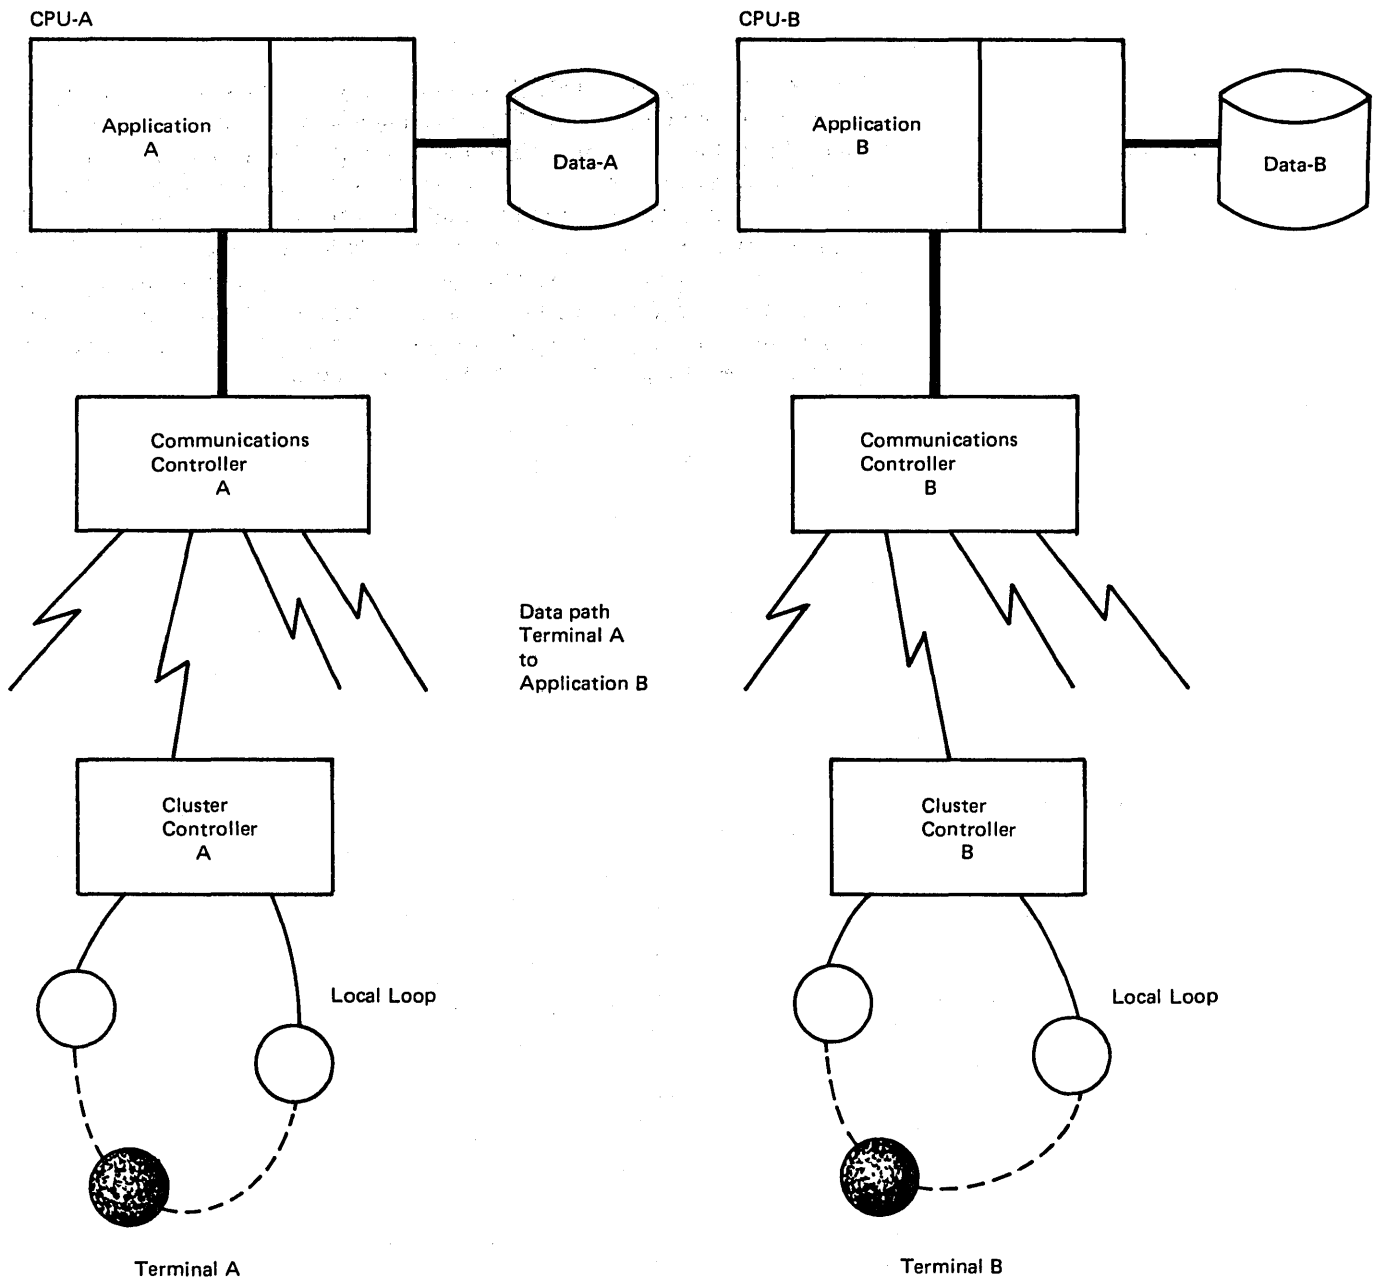 CPU-A
CPU-B
Application
A
Data-A
Application
B
Data-B
Communications
Controller
A
Communications
Controller
B
Data path
Terminal A
to
Application B
Cluster
Controller
A
Cluster
Controller
B
Local Loop
Local Loop
Terminal A
Terminal B